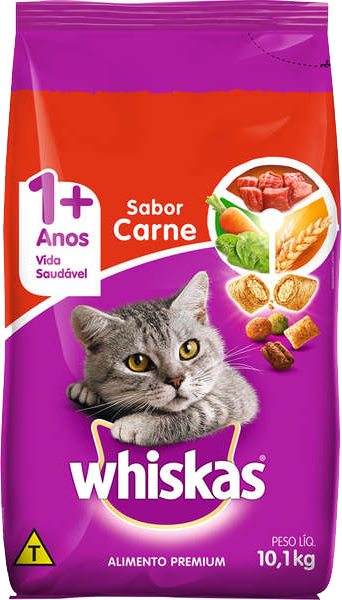 1+
Anos
Vida
Saudável
Sabor
Carne
whiskas®
PESO LÍQ.
10,1kg
T
ALIMENTO PREMIUM